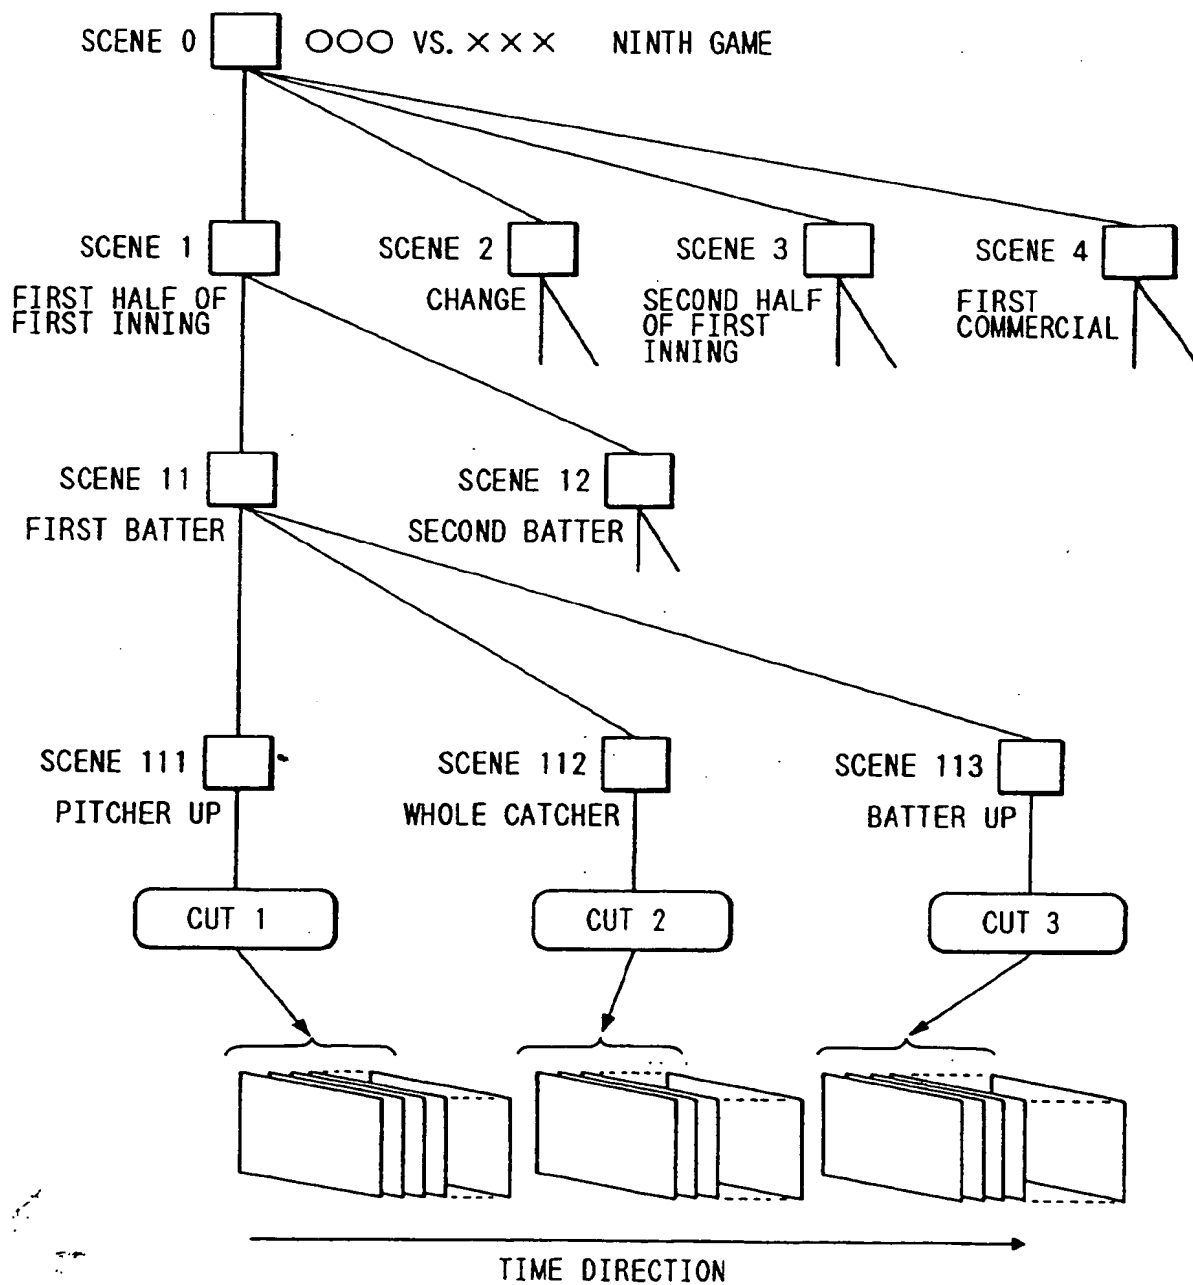 SCENE 0 ○○○ VS. ××× NINTH GAME
SCENE 1
FIRST HALF OF
FIRST INNING
SCENE 2
CHANGE
SCENE 3
SECOND HALF
OF FIRST
INNING
SCENE 4
FIRST
COMMERCIAL
SCENE 11
FIRST BATTER
SCENE 12
SECOND BATTER
SCENE 111
PITCHER UP
SCENE 112
WHOLE CATCHER
SCENE 113
BATTER UP
CUT 1
CUT 2
CUT 3
TIME DIRECTION